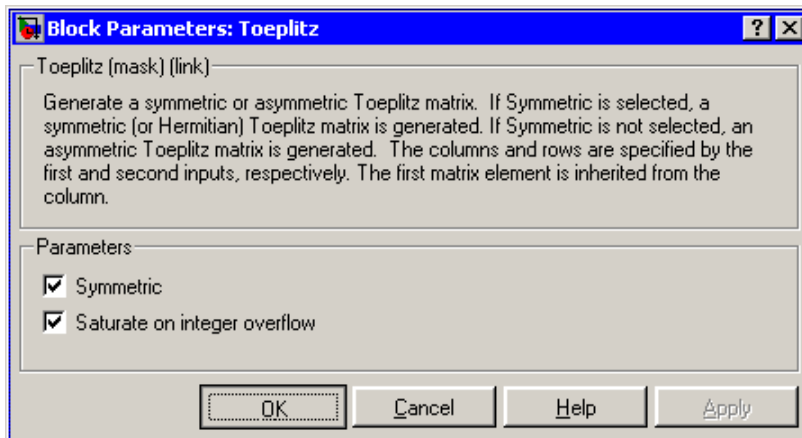 Block Parameters: Toeplitz
Toeplitz (mask) (link)
Generate a symmetric or asymmetric Toeplitz matrix.  If Symmetric is selected, a
symmetric (or Hermitian) Toeplitz matrix is generated. If Symmetric is not selected, an
asymmetric Toeplitz matrix is generated.  The columns and rows are specified by the
first and second inputs, respectively. The first matrix element is inherited from the
column.
Parameters
Symmetric
Saturate on integer overflow
OK Cancel Help Apply